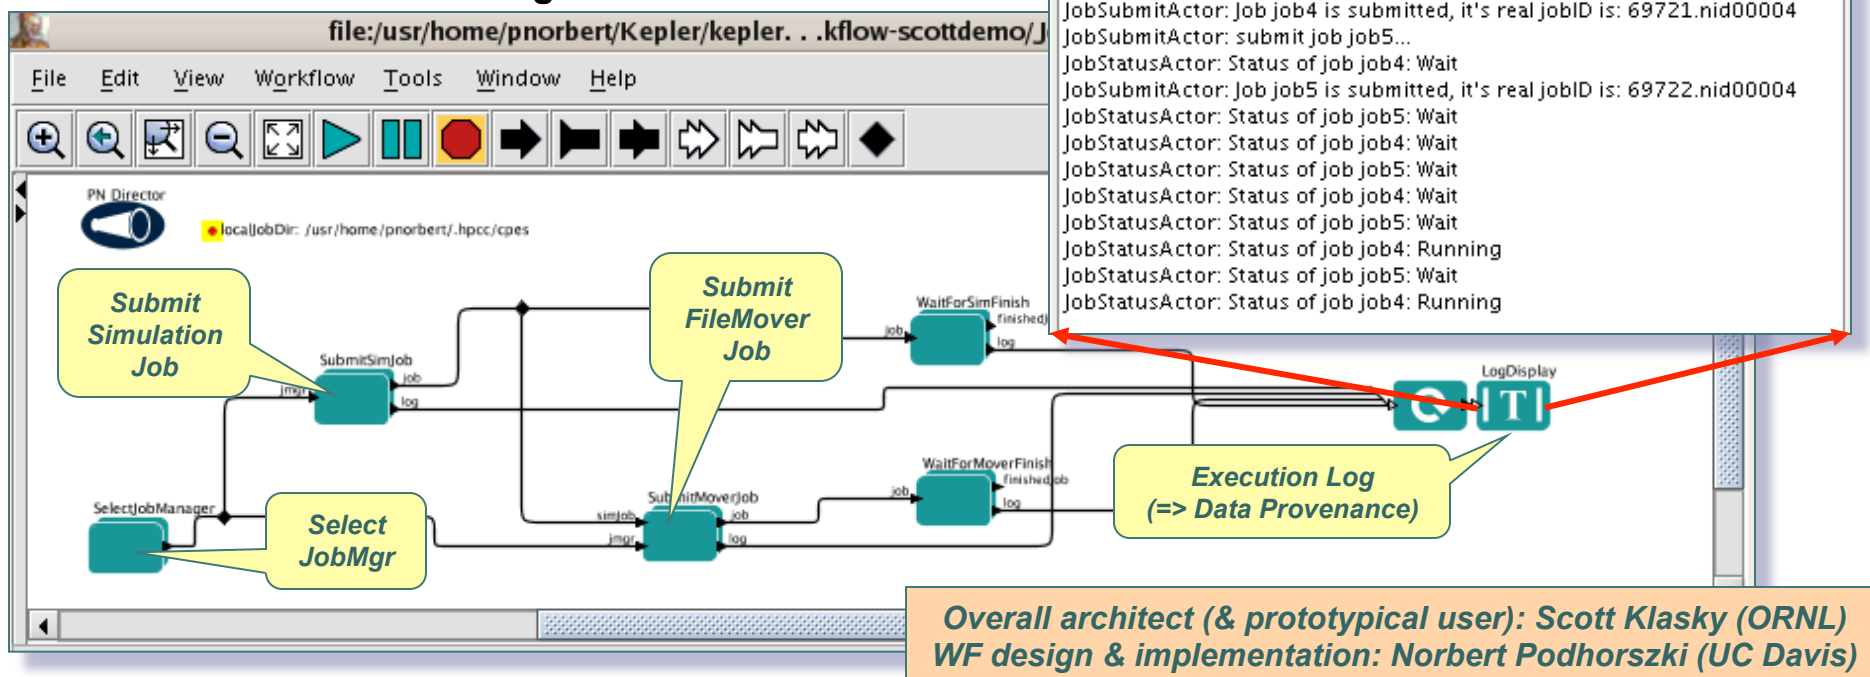 file:/usr/home/pnorbert/Kepler/kepler. . .kflow-scottdemo/J
File Edit View Workflow Tools Window Help
JobSubmitActor: Job job4 is submitted, it's real jobID is: 69721.nid00004
JobSubmitActor: submit job job5...
JobStatusActor: Status of job job4: Wait
JobSubmitActor: Job job5 is submitted, it's real jobID is: 69722.nid00004
JobStatusActor: Status of job job5: Wait
JobStatusActor: Status of job job4: Wait
JobStatusActor: Status of job job5: Wait
JobStatusActor: Status of job job4: Wait
JobStatusActor: Status of job job5: Wait
JobStatusActor: Status of job job4: Running
JobStatusActor: Status of job job5: Wait
JobStatusActor: Status of job job4: Running
PN Director
localJobDir: /usr/home/pnorbert/.hpcc/cpes
Submit
Simulation
Job
SubmitSimJob
jmgr
job
log
Submit
FileMover
Job
WaitForSimFinish
job
finishedJ
log
LogDisplay
T
SelectJobManager
Select
JobMgr
SubmitMoverJob
simJob
jmgr
job
log
WaitForMoverFinish
job
finishedJob
log
Execution Log
(=> Data Provenance)
Overall architect (& prototypical user): Scott Klasky (ORNL)
WF design & implementation: Norbert Podhorszki (UC Davis)